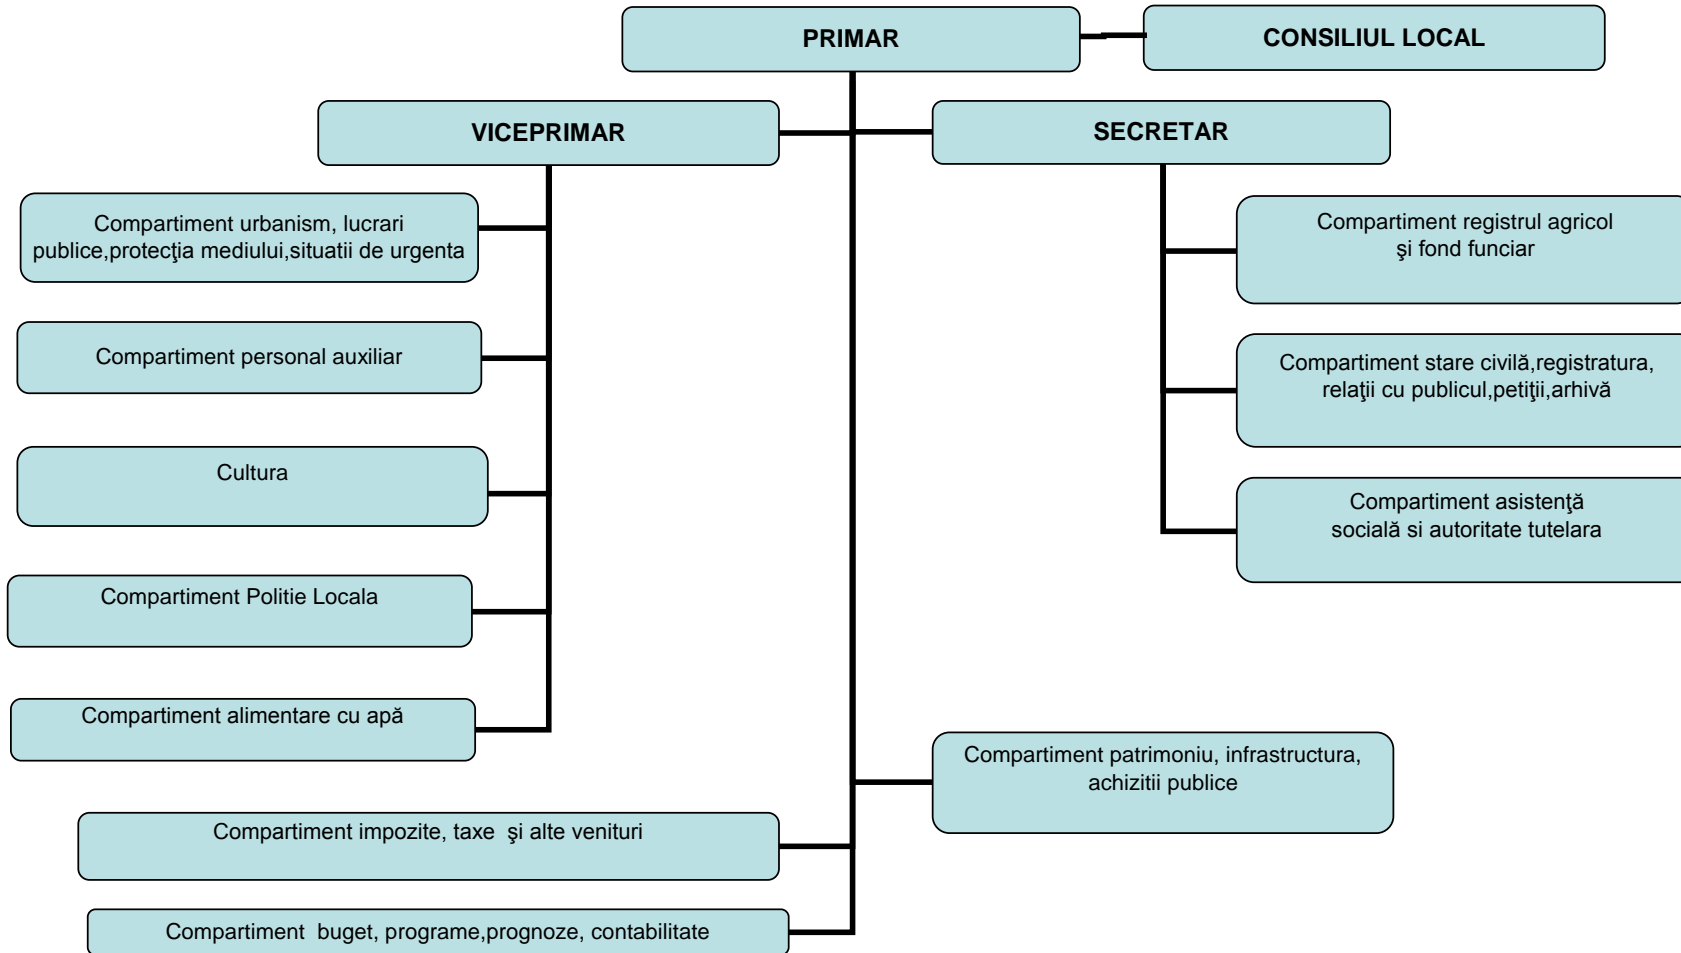 PRIMAR
CONSILIUL LOCAL
VICEPRIMAR
SECRETAR
Compartiment urbanism, lucrari
publice,protecţia mediului,situatii de urgenta
Compartiment personal auxiliar
Cultura
Compartiment Politie Locala
Compartiment alimentare cu apă
Compartiment registrul agricol
şi fond funciar
Compartiment stare civilă,registratura,
relaţii cu publicul,petiţii,arhivă
Compartiment asistenţă
socială si autoritate tutelara
Compartiment patrimoniu, infrastructura,
achizitii publice
Compartiment impozite, taxe  şi alte venituri
Compartiment  buget, programe,prognoze, contabilitate